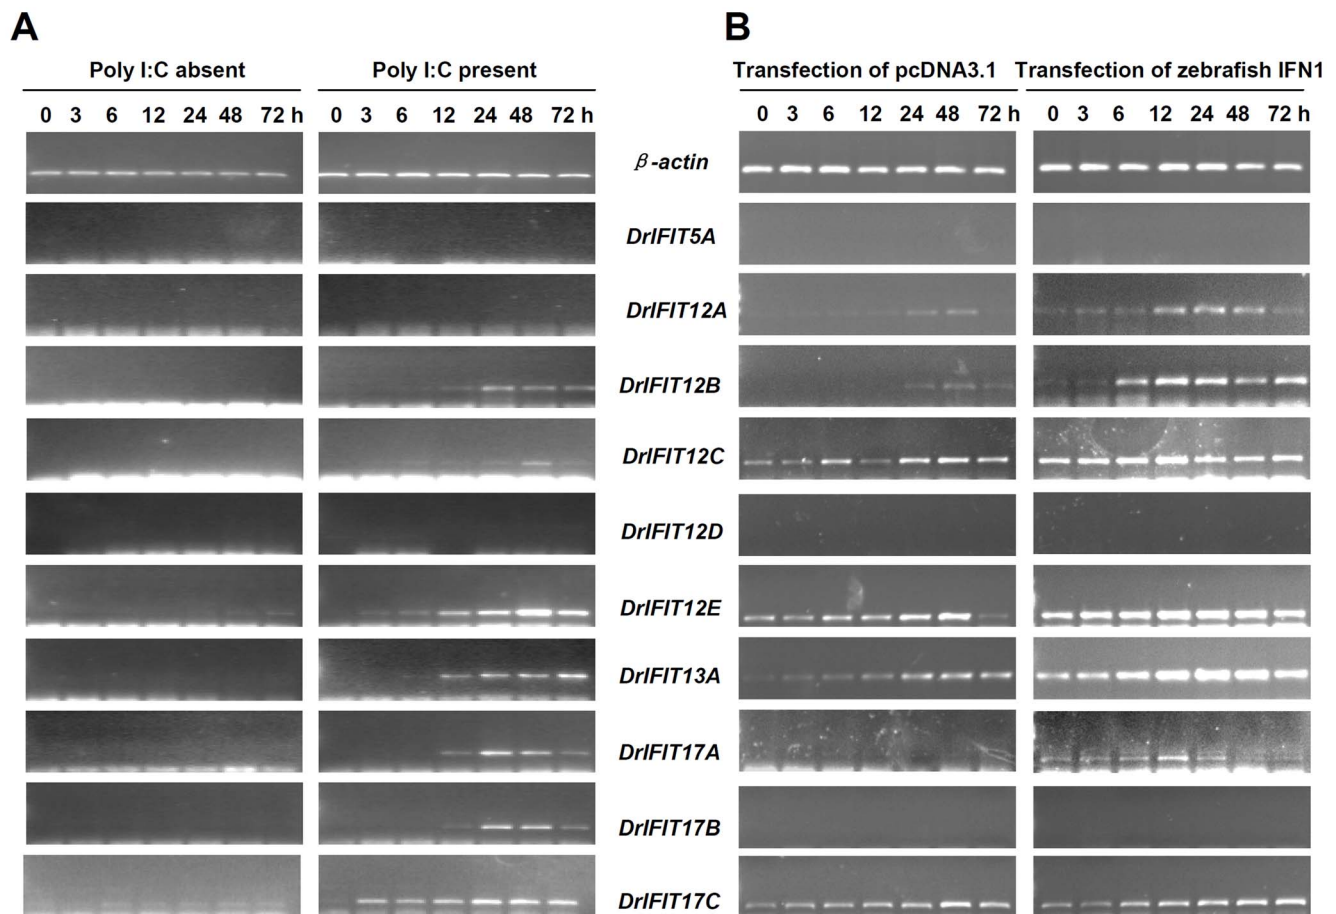 A
B
Poly I:C absent
Poly I:C present
Transfection of pcDNA3.1
Transfection of zebrafish IFN1
0 3 6 12 24 48 72 h
0 3 6 12 24 48 72 h
0 3 6 12 24 48 72 h
0 3 6 12 24 48 72 h
β-actin
DrIFIT5A
DrIFIT12A
DrIFIT12B
DrIFIT12C
DrIFIT12D
DrIFIT12E
DrIFIT13A
DrIFIT17A
DrIFIT17B
DrIFIT17C